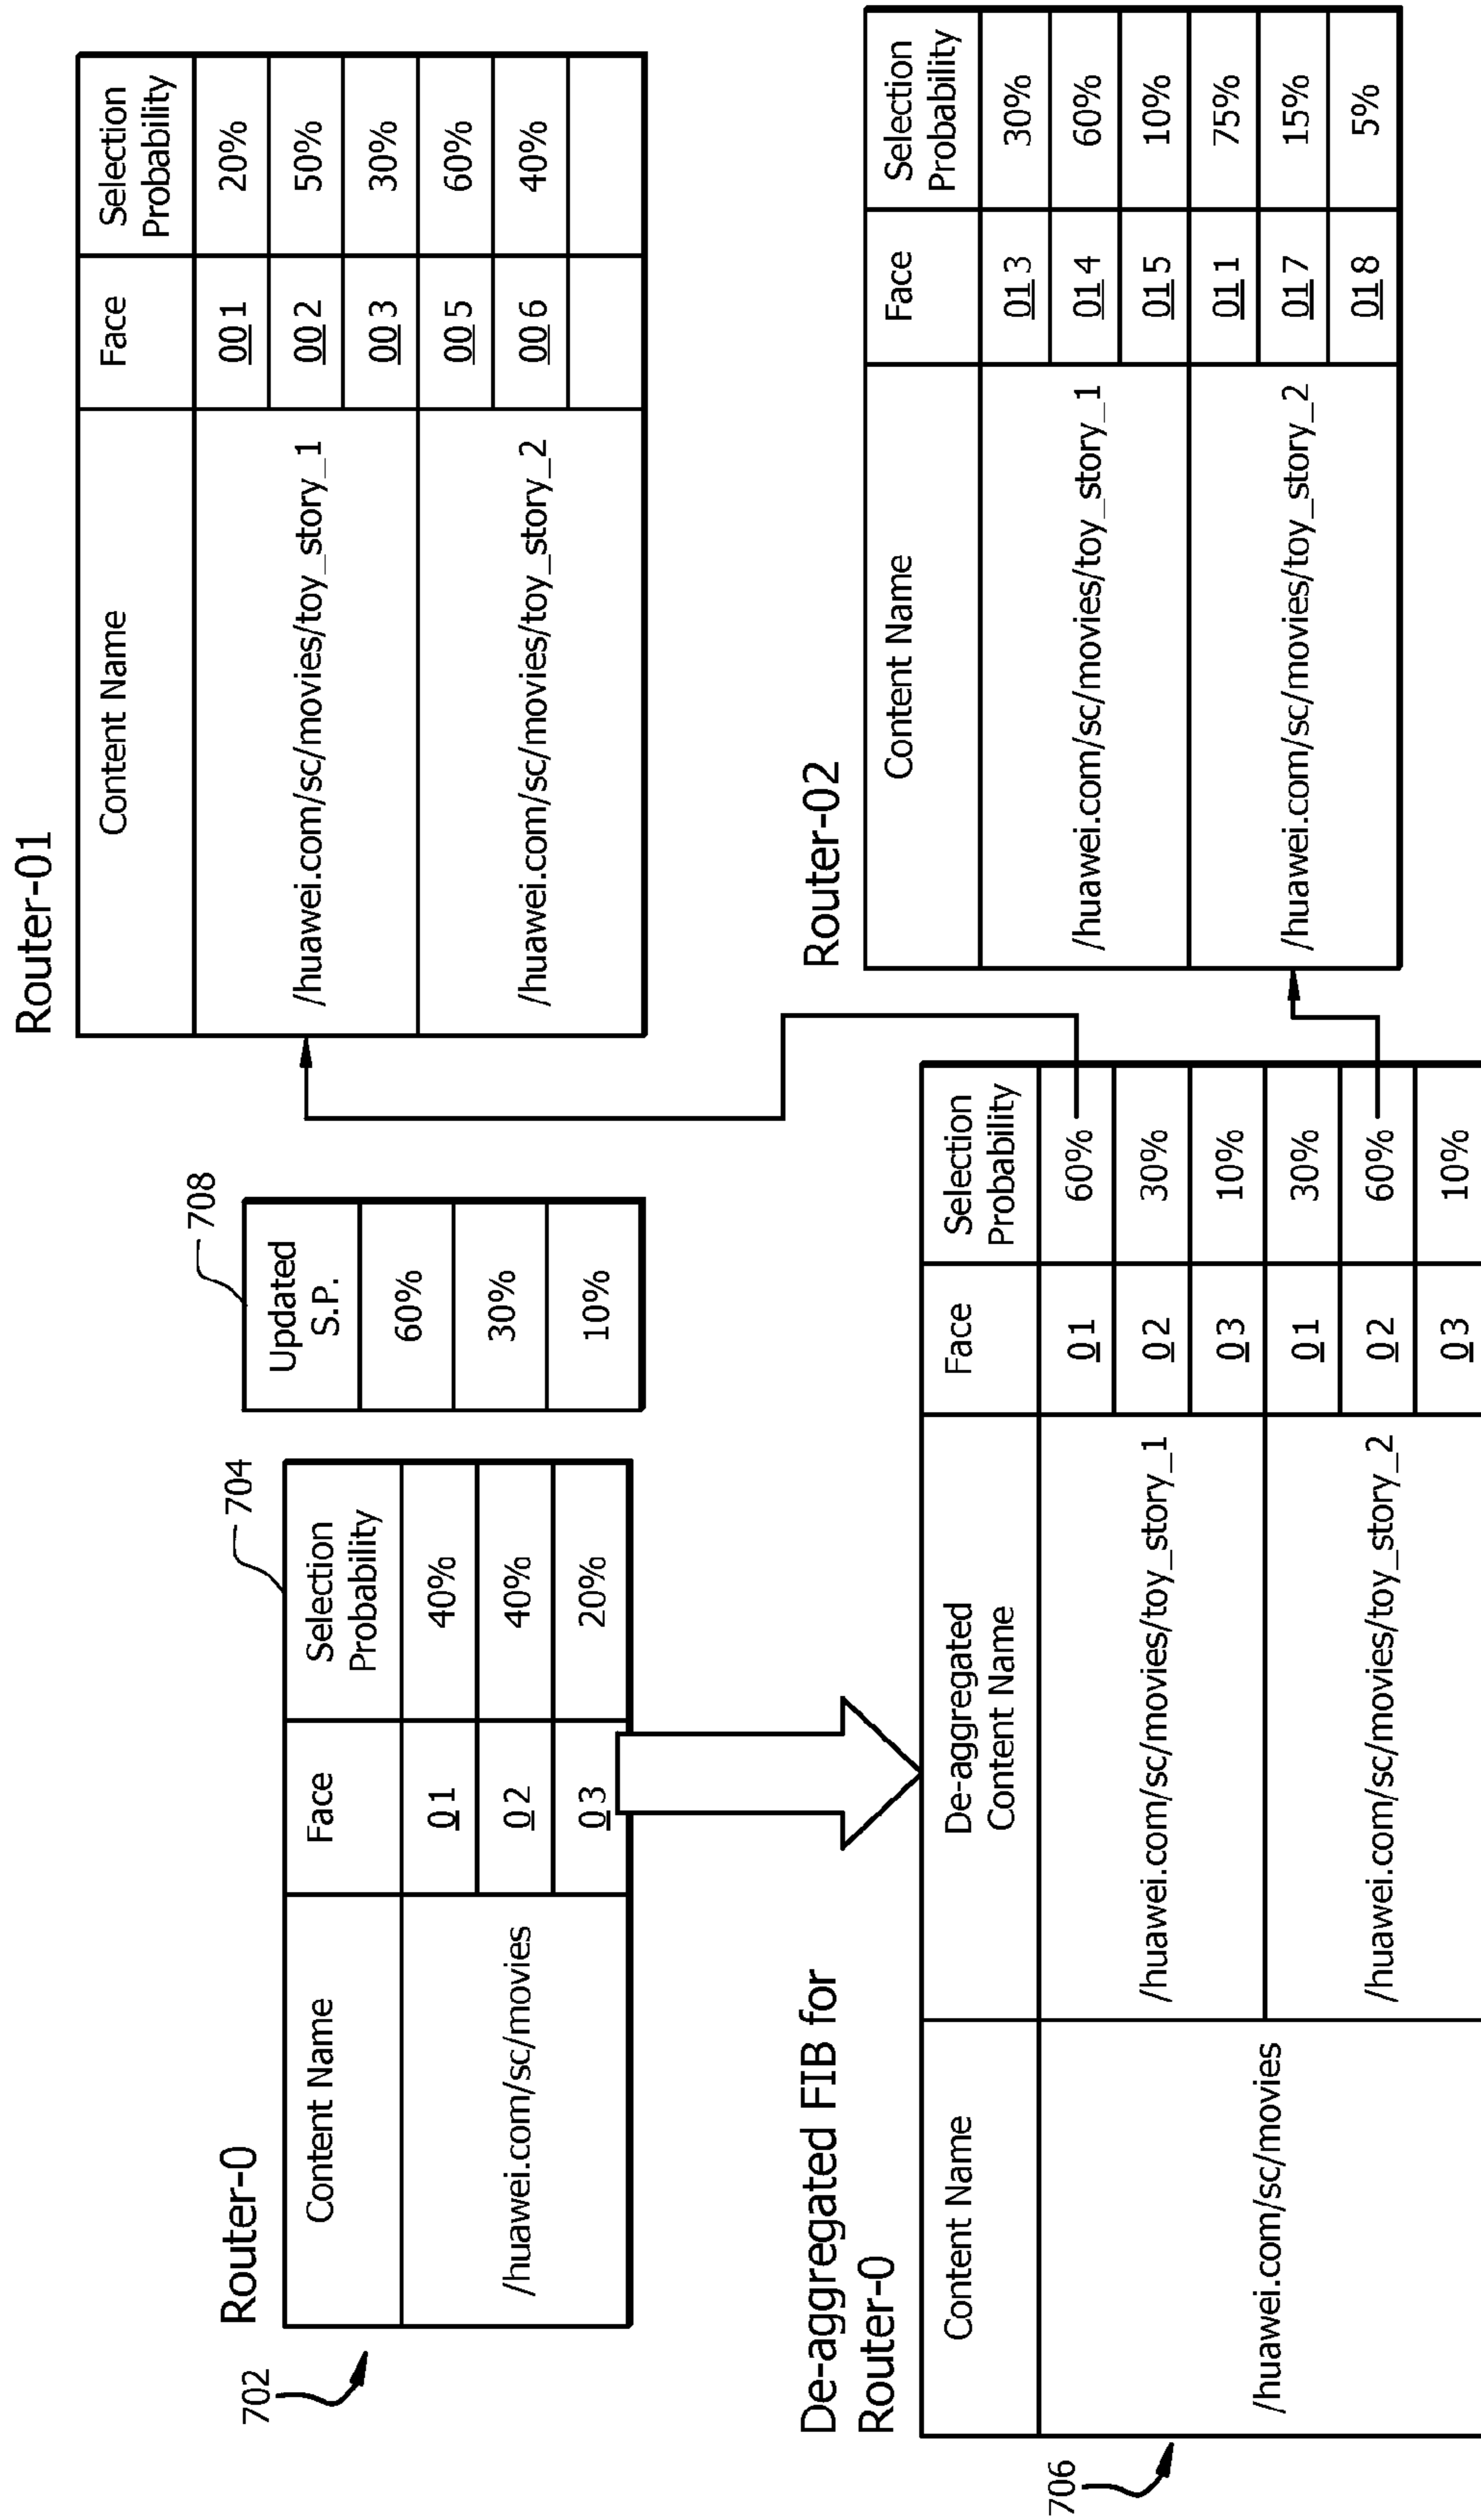 Router-0
702
704
Content Name Face Selection
Probability
/huawei.com/sc/movies
01 40%
02 40%
03 20%
708
Updated
S.P.
60%
30%
10%
Router-01
Content Name Face Selection
Probability
/huawei.com/sc/movies/toy_story_1
001 20%
002 50%
003 30%
/huawei.com/sc/movies/toy_story_2
005 60%
006 40%
De-aggregated FIB for
Router-0
706
Content Name De-aggregated
Content Name Face Selection
Probability
/huawei.com/sc/movies
/huawei.com/sc/movies/toy_story_1
01 60%
02 30%
03 10%
/huawei.com/sc/movies/toy_story_2
01 30%
02 60%
03 10%
Router-02
Content Name Face Selection
Probability
/huawei.com/sc/movies/toy_story_1
013 30%
014 60%
015 10%
/huawei.com/sc/movies/toy_story_2
011 75%
017 15%
018 5%